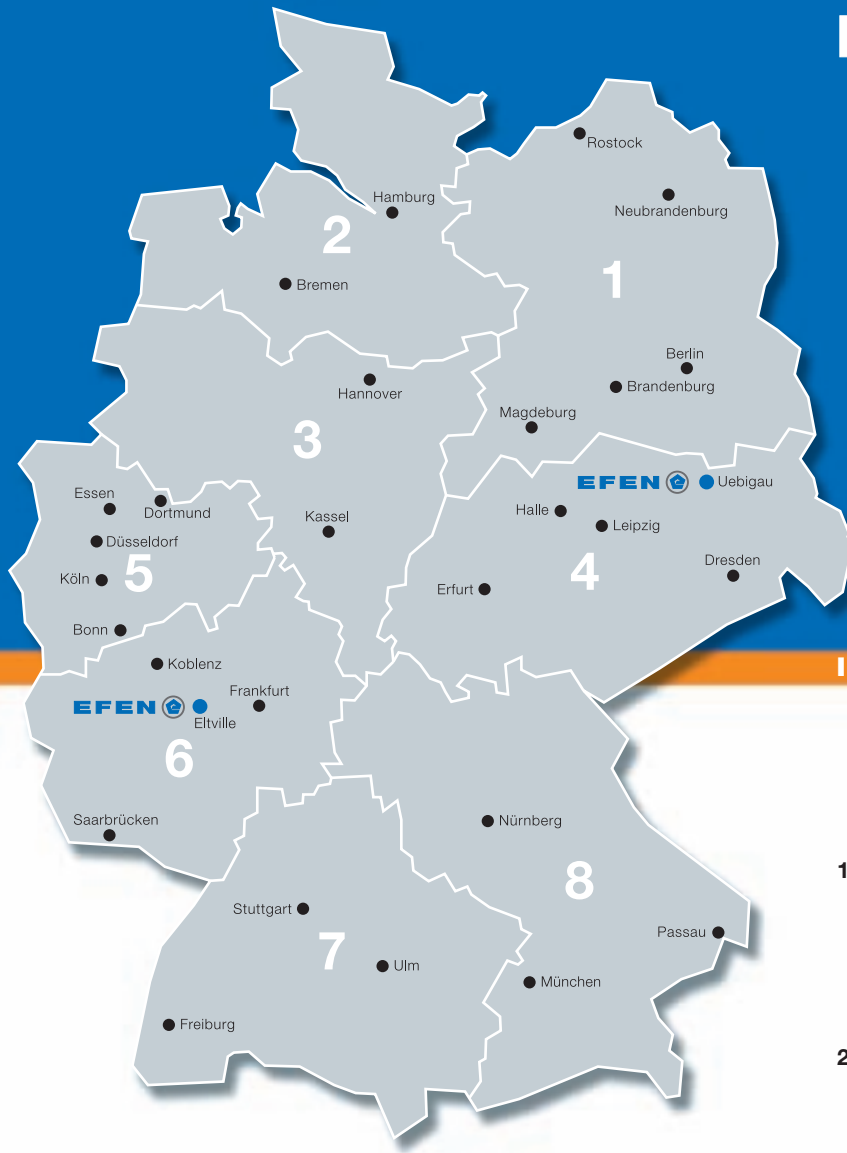 Rostock
Neubrandenburg
Hamburg
2
1
Bremen
Berlin
Hannover
Brandenburg
Magdeburg
3
EFEN e Uebigau
Essen
Dortmund
Halle
Kassel
Leipzig
Düsseldorf
Dresden
5
4
Köln
Erfurt
Bonn
Koblenz
Frankfurt
EFEN e Eltville
6
Saarbrücken
Nürnberg
8
1
Stuttgart
Passau
7
Ulm
München
Freiburg
2